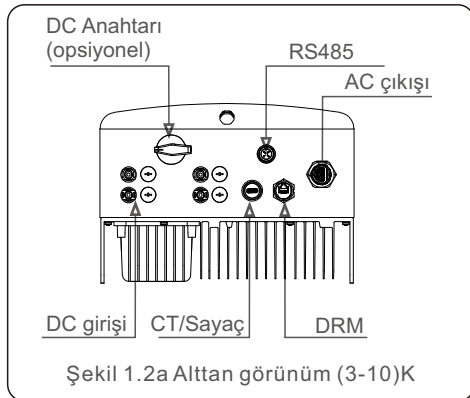 DC Anahtarı
(opsiyonel)
RS485
AC çıkışı
DC girişi
CT/Sayaç
DRM
Şekil 1.2a Alttan görünüm (3-10)K